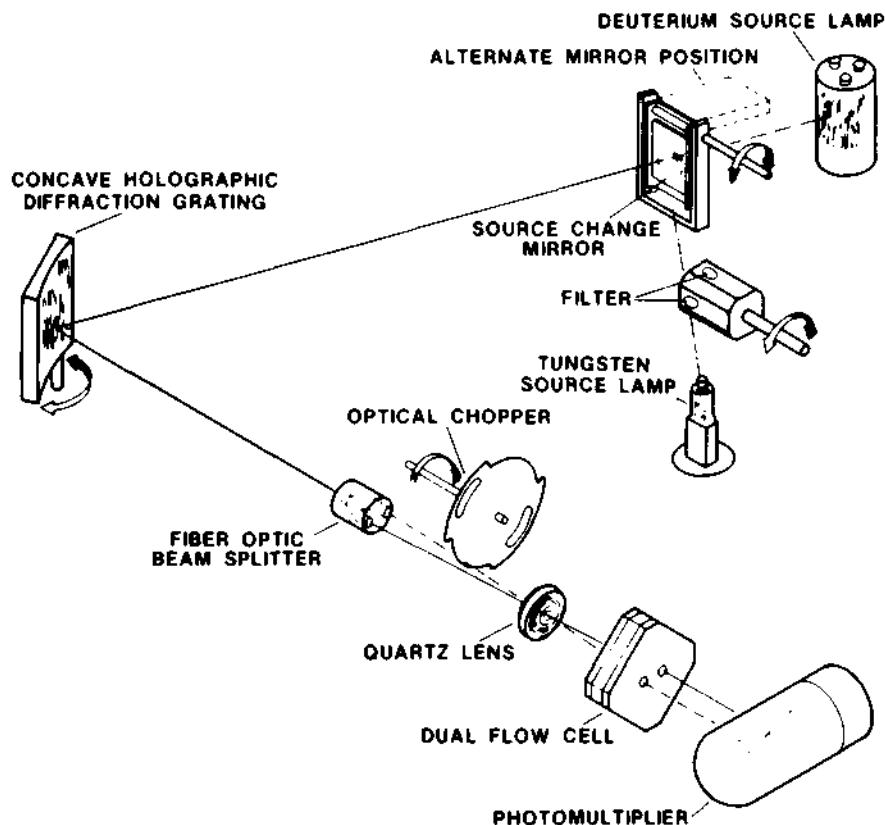 DEUTERIUM SOURCE LAMP
ALTERNATE MIRROR POSITION
CONCAVE HOLOGRAPHIC
DIFFRACTION GRATING
SOURCE CHANGE
MIRROR
FILTER
TUNGSTEN
SOURCE LAMP
OPTICAL CHOPPER
FIBER OPTIC
BEAM SPLITTER
QUARTZ LENS
DUAL FLOW CELL
PHOTOMULTIPLIER